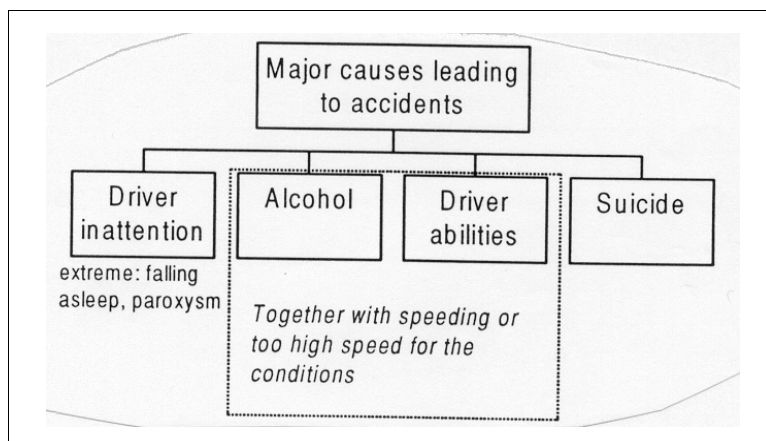 Major causes leading
to accidents
Driver
inattention
Alcohol
Driver
abilities
Suicide
extreme: falling
asleep, paroxysm
Together with speeding or
too high speed for the
conditions